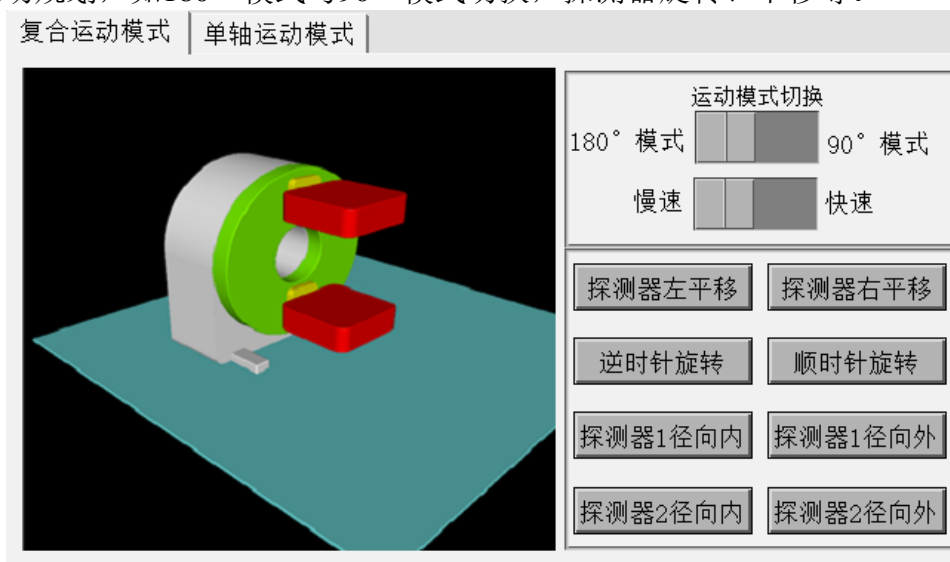 复合运动模式 单轴运动模式
运动模式切换
180° 模式 90° 模式
慢速 快速
探测器左平移 探测器右平移
逆时针旋转 顺时针旋转
探测器1径向内 探测器1径向外
探测器2径向内 探测器2径向外